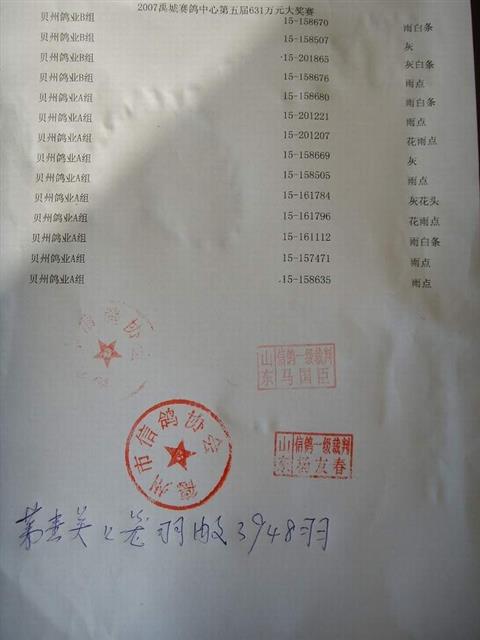 2007禹城赛鸽中心第五届631万元大奖赛
贝州鸽业B组 15-158670 雨白条
贝州鸽业B组 15-158507 灰
贝州鸽业B组 15-201865 灰白条
贝州鸽业B组 15-158676 雨点
贝州鸽业A组 15-158680 雨白条
贝州鸽业A组 15-201221 雨点
贝州鸽业A组 15-201207 花雨点
贝州鸽业A组 15-158669 灰
贝州鸽业A组 15-158505 雨点
贝州鸽业A组 15-161784 灰花头
贝州鸽业A组 15-161796 花雨点
贝州鸽业A组 15-161112 雨白条
贝州鸽业A组 15-157471 雨点
贝州鸽业A组 15-158635 雨点
山东 信鸽一级裁判 马国臣
德州市信鸽协会
山东 信鸽一级裁判 杨友春
羽 3948羽